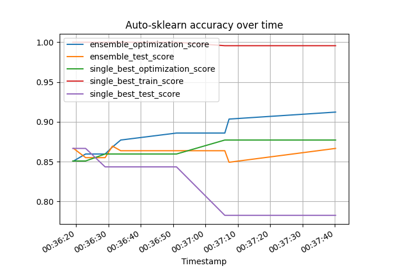 Auto-sklearn accuracy over time
1.00
0.95
0.90
0.85
0.80
ensemble_optimization_score
ensemble_test_score
single_best_optimization_score
single_best_train_score
single_best_test_score
00:36:20
00:36:30
00:36:40
00:36:50
00:37:00
00:37:10
00:37:20
00:37:30
00:37:40
Timestamp